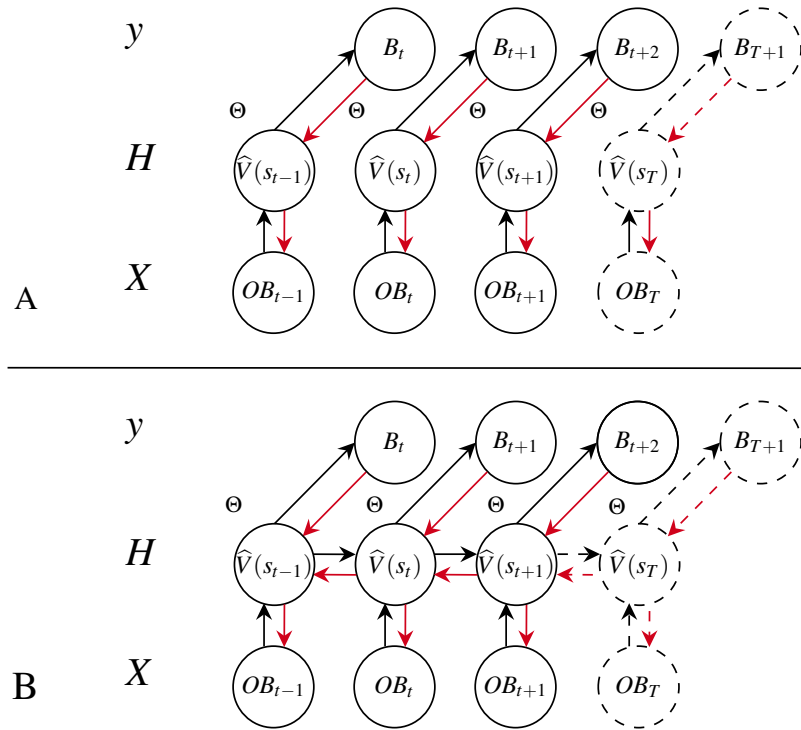 y B_t B_{t+1} B_{t+2} B_{T+1}
Θ Θ Θ
H V̂(s_{t−1}) V̂(s_t) V̂(s_{t+1}) V̂(s_T)
A X OB_{t−1} OB_t OB_{t+1} OB_T
y B_t B_{t+1} B_{t+2} B_{T+1}
Θ Θ Θ Θ
H V̂(s_{t−1}) V̂(s_t) V̂(s_{t+1}) V̂(s_T)
B X OB_{t−1} OB_t OB_{t+1} OB_T